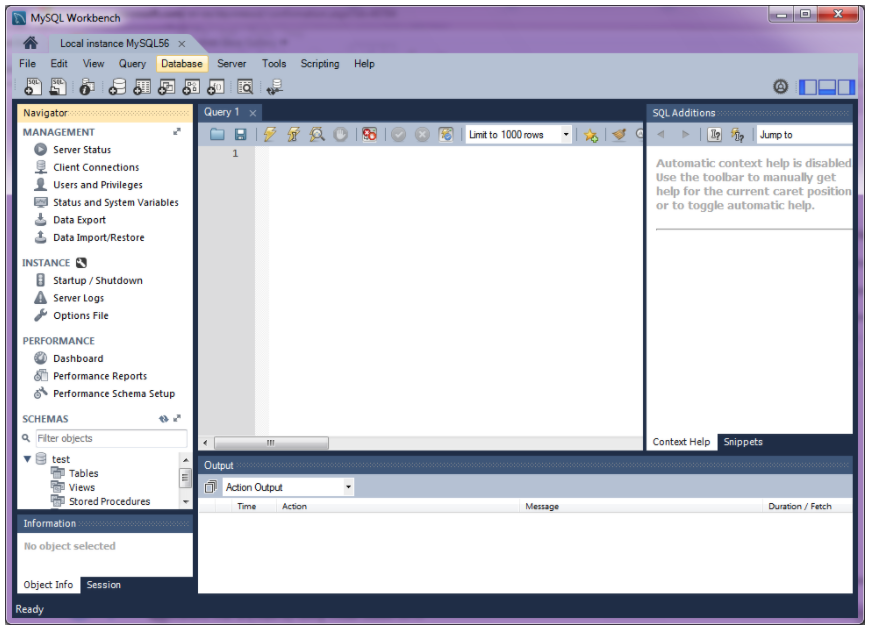 MySQL Workbench
Local instance MySQL56
File Edit View Query Database Server Tools Scripting Help
Navigator
MANAGEMENT
Server Status
Client Connections
Users and Privileges
Status and System Variables
Data Export
Data Import/Restore
INSTANCE
Startup / Shutdown
Server Logs
Options File
PERFORMANCE
Dashboard
Performance Reports
Performance Schema Setup
SCHEMAS
Filter objects
test
Tables
Views
Stored Procedures
Information
No object selected
Object Info Session
Ready
Query 1
Limit to 1000 rows
1
Output
Action Output
Time Action Message Duration / Fetch
SQL Additions
Jump to
Automatic context help is disabled
Use the toolbar to manually get
help for the current caret position
or to toggle automatic help.
Context Help Snippets